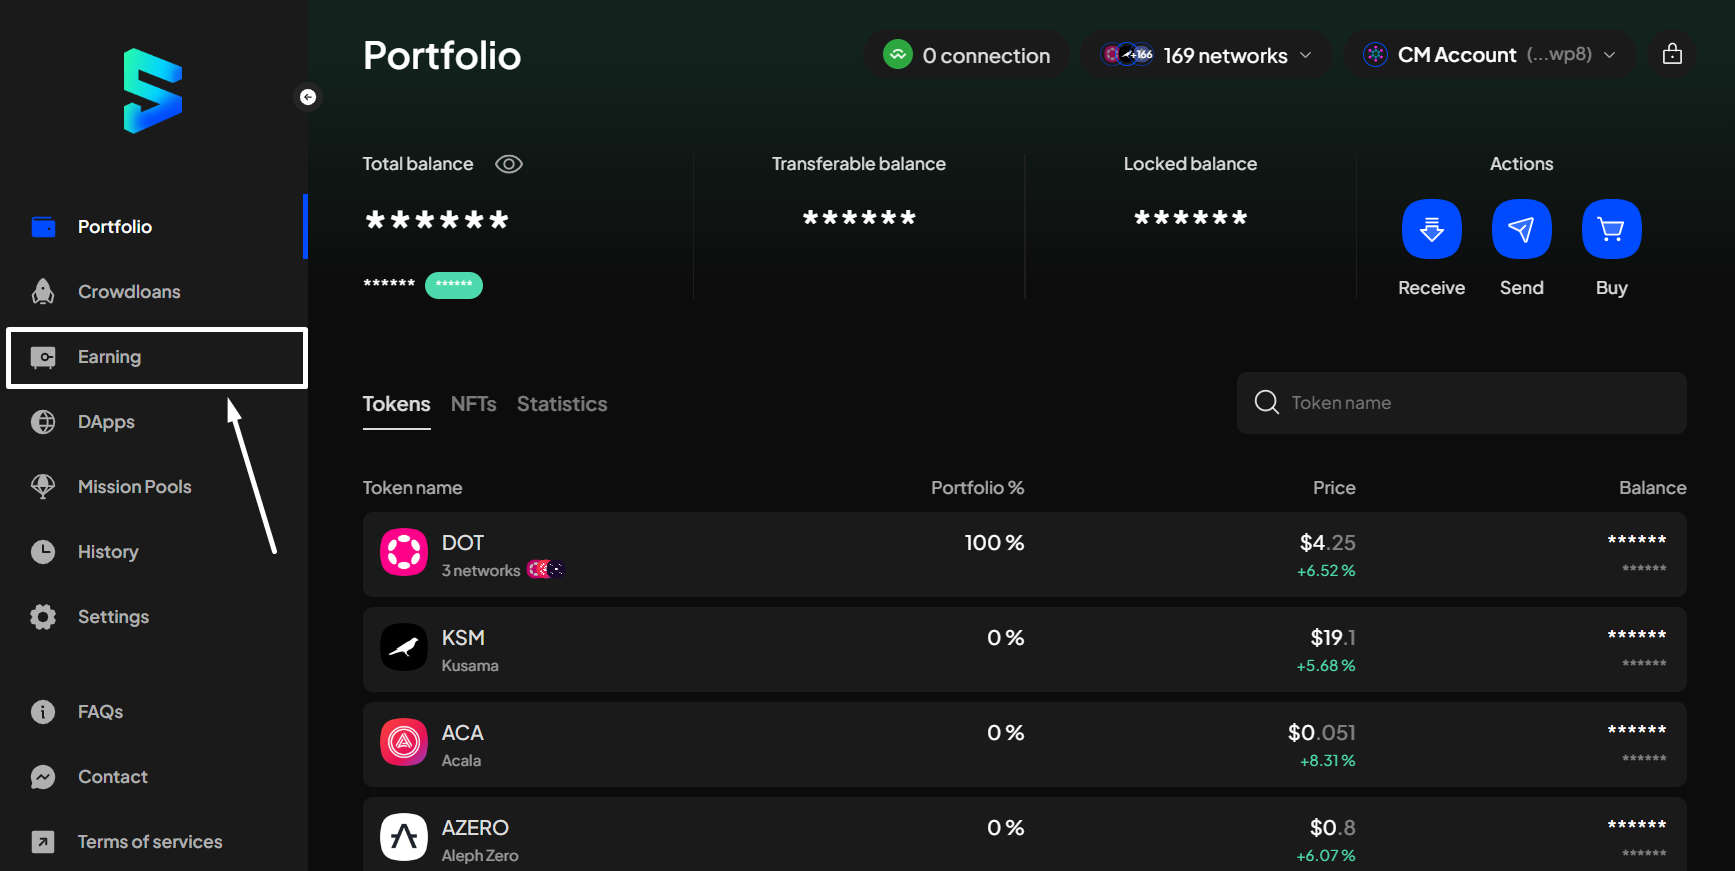 Portfolio
0 connection
+166
169 networks
CM Account (...wp8)
Portfolio
Crowdloans
Earning
DApps
Mission Pools
History
Settings
FAQs
Contact
Terms of services
Total balance
******
****** ******
Transferable balance
******
Locked balance
******
Actions
Receive
Send
Buy
Tokens NFTs Statistics
Token name
Token name Portfolio % Price Balance
DOT 100 % $4.25 ******
3 networks +6.52 % ******
KSM 0 % $19.1 ******
Kusama +5.68 % ******
ACA 0 % $0.051 ******
Acala +8.31 % ******
AZERO 0 % $0.8 ******
Aleph Zero +6.07 % ******